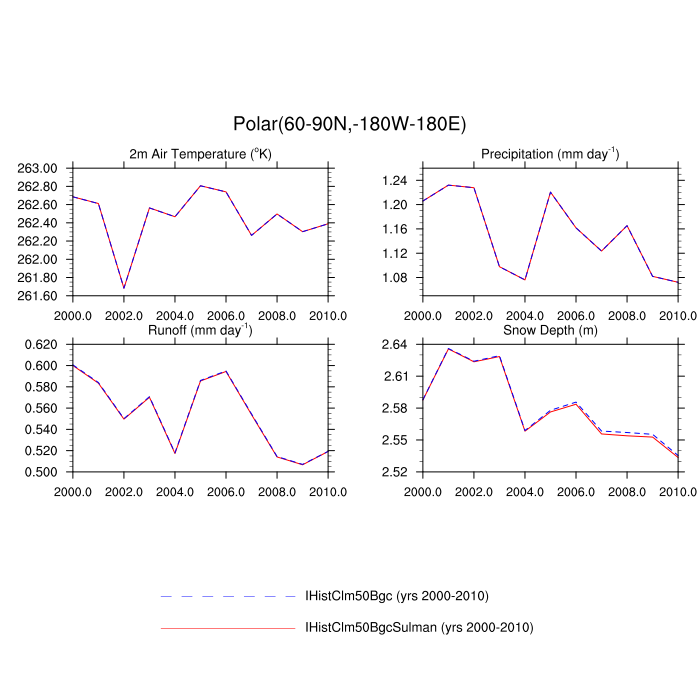 Polar(60-90N,-180W-180E)
2m Air Temperature (°K)
263.00
262.80
262.60
262.40
262.20
262.00
261.80
261.60
2000.0 2002.0 2004.0 2006.0 2008.0 2010.0
Precipitation (mm day⁻¹)
1.24
1.20
1.16
1.12
1.08
2000.0 2002.0 2004.0 2006.0 2008.0 2010.0
Runoff (mm day⁻¹)
0.620
0.600
0.580
0.560
0.540
0.520
0.500
2000.0 2002.0 2004.0 2006.0 2008.0 2010.0
Snow Depth (m)
2.64
2.61
2.58
2.55
2.52
2000.0 2002.0 2004.0 2006.0 2008.0 2010.0
IHistClm50Bgc (yrs 2000-2010)
IHistClm50BgcSulman (yrs 2000-2010)